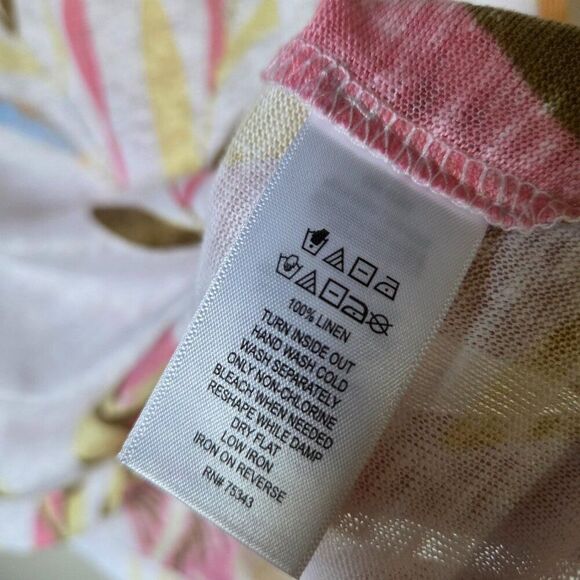 100% LINEN
TURN INSIDE OUT
HAND WASH COLD
WASH SEPARATELY
ONLY NON-CHLORINE
BLEACH WHEN NEEDED
RESHAPE WHILE DAMP
DRY FLAT
LOW IRON
IRON ON REVERSE
RN# 75343